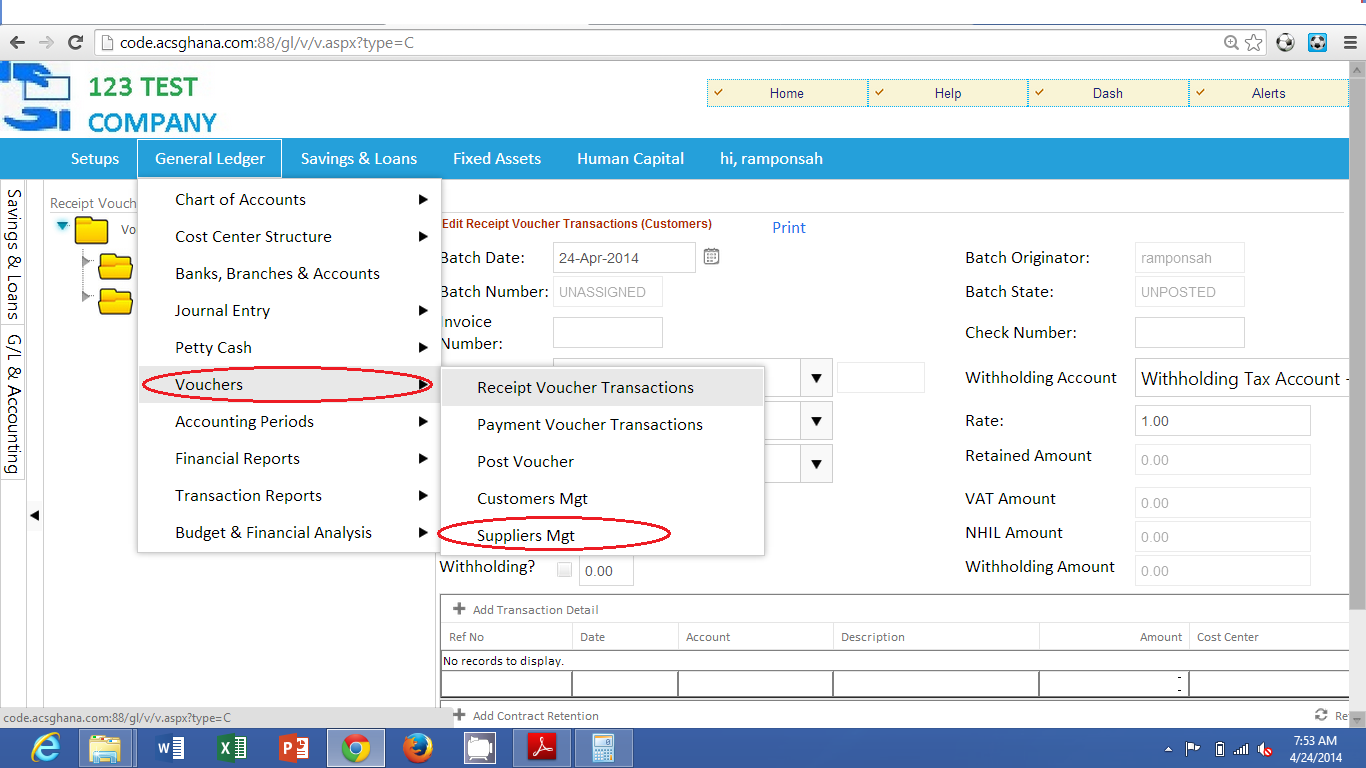 code.acsghana.com:88/gl/v/v.aspx?type=C
123 TEST
COMPANY
Home
Help
Dash
Alerts
Setups
General Ledger
Savings & Loans
Fixed Assets
Human Capital
hi, ramponsah
Savings & Loans
G/L & Accounting
Receipt Vouch
Vo
Chart of Accounts
Cost Center Structure
Banks, Branches & Accounts
Journal Entry
Petty Cash
Vouchers
Accounting Periods
Financial Reports
Transaction Reports
Budget & Financial Analysis
Receipt Voucher Transactions
Payment Voucher Transactions
Post Voucher
Customers Mgt
Suppliers Mgt
Edit Receipt Voucher Transactions (Customers)
Print
Batch Date:
24-Apr-2014
Batch Originator:
ramponsah
Batch Number:
UNASSIGNED
Batch State:
UNPOSTED
Invoice
Number:
Check Number:
Withholding Account
Withholding Tax Account -
Rate:
1.00
Retained Amount
0.00
VAT Amount
0.00
NHIL Amount
0.00
Withholding?
0.00
Withholding Amount
0.00
Add Transaction Detail
Ref No
Date
Account
Description
Amount
Cost Center
No records to display.
-
-
Add Contract Retention
Re
code.acsghana.com:88/gl/v/v.aspx?type=C
7:53 AM
4/24/2014